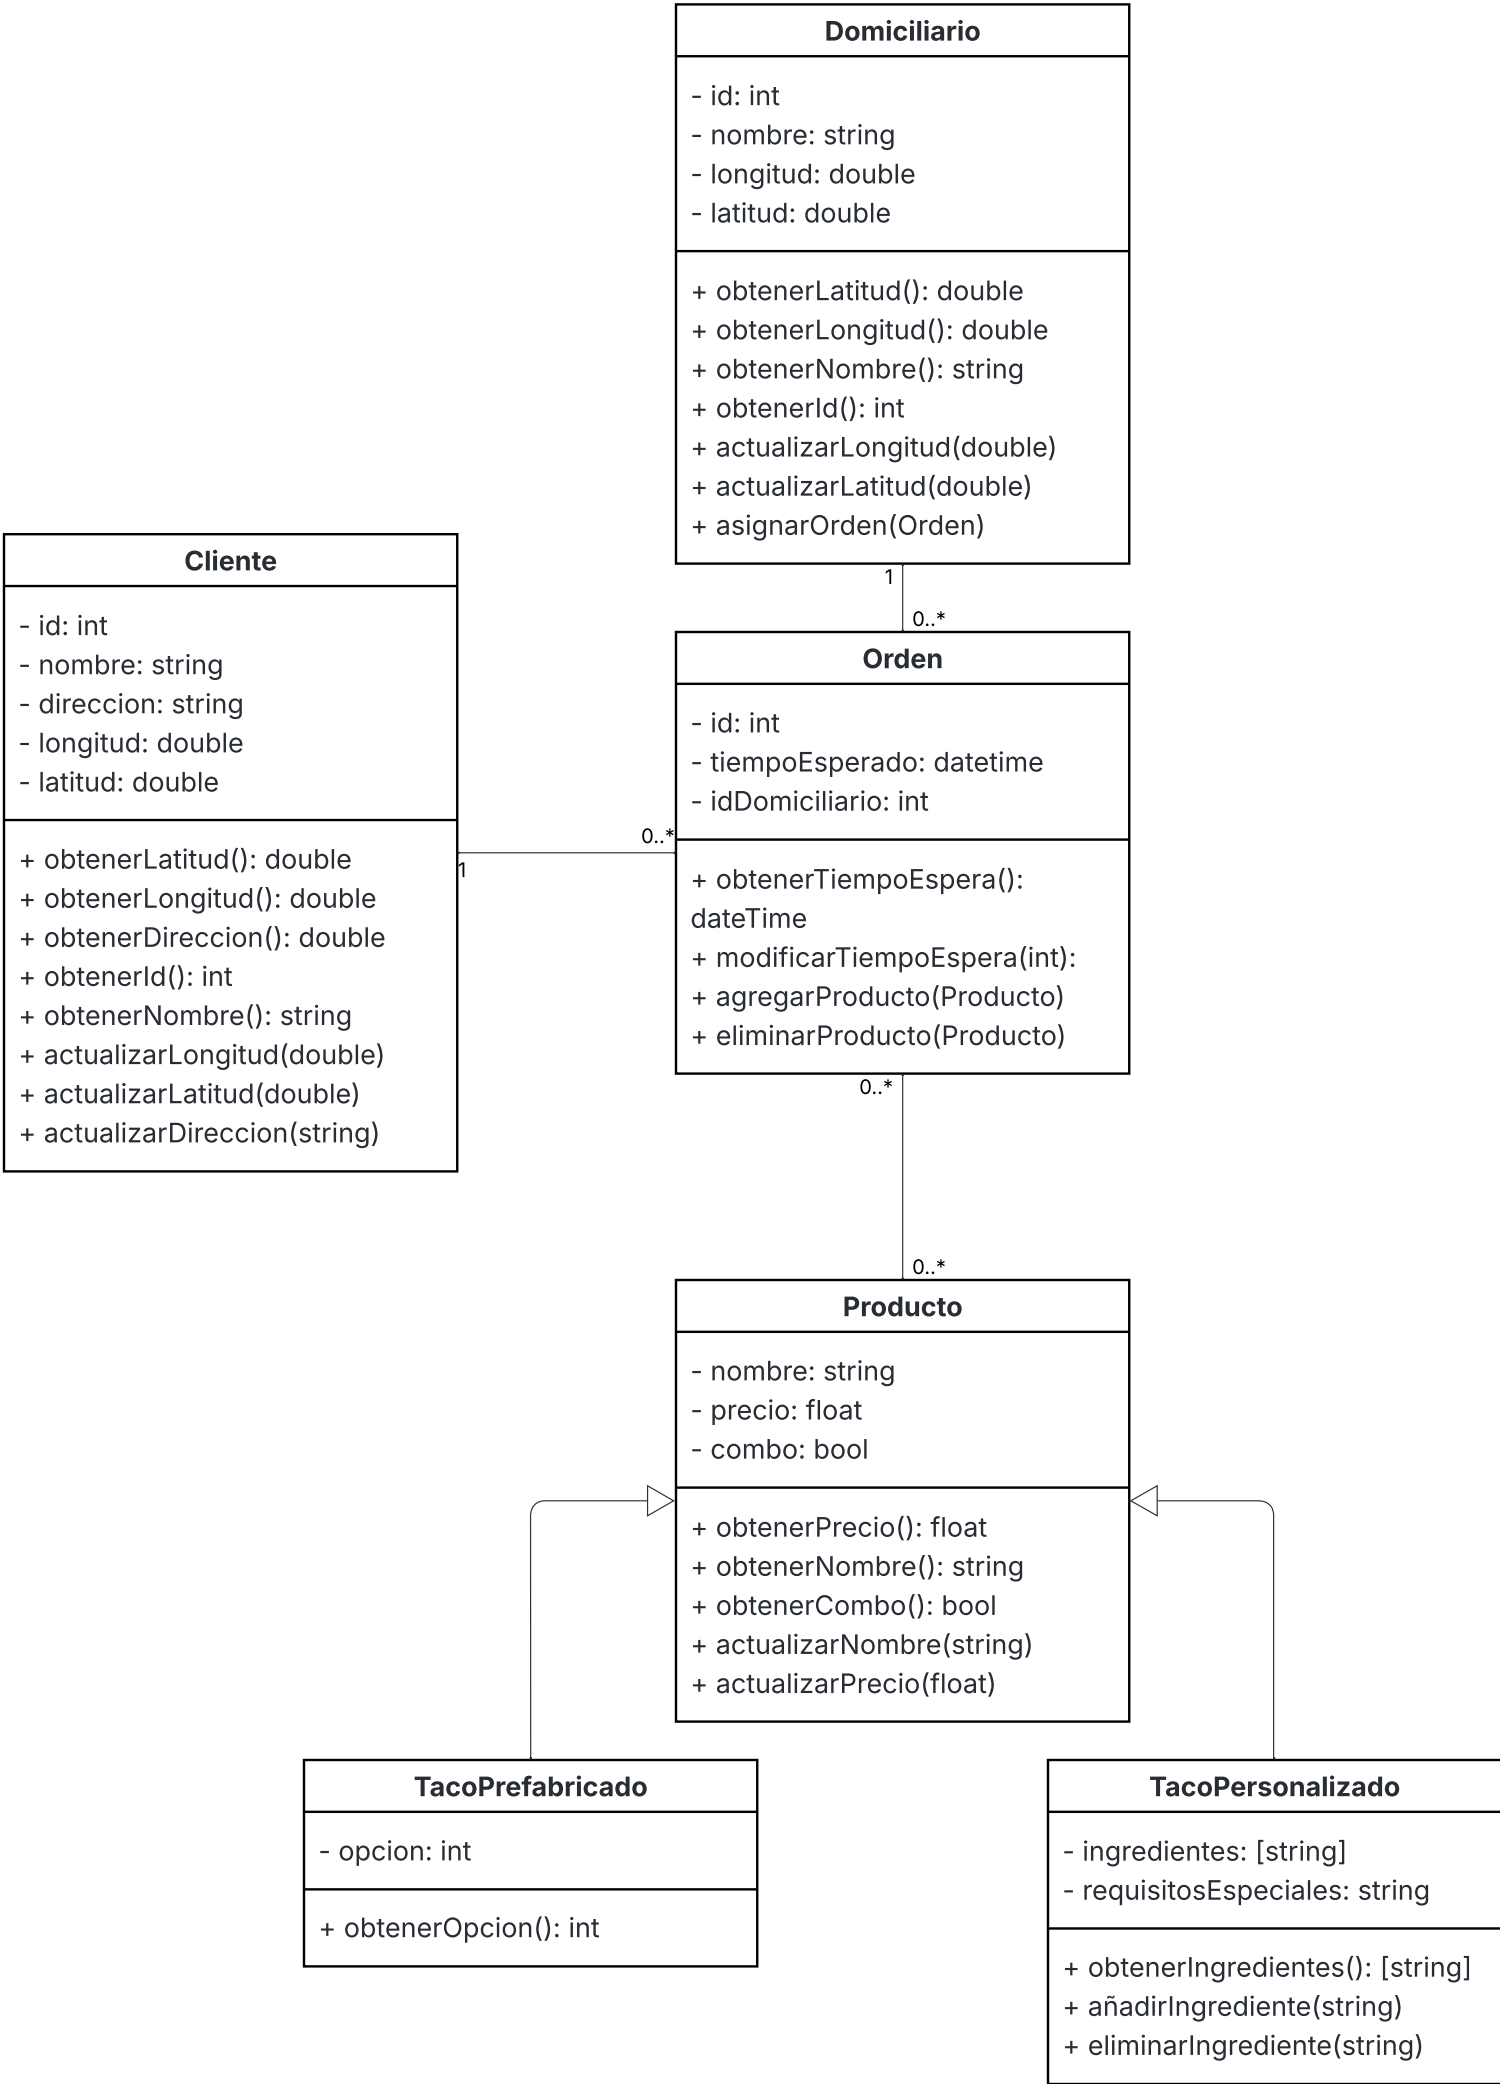 Domiciliario
- id: int
- nombre: string
- longitud: double
- latitud: double
+ obtenerLatitud(): double
+ obtenerLongitud(): double
+ obtenerNombre(): string
+ obtenerId(): int
+ actualizarLongitud(double)
+ actualizarLatitud(double)
+ asignarOrden(Orden)
1
0..*
Cliente
- id: int
- nombre: string
- direccion: string
- longitud: double
- latitud: double
+ obtenerLatitud(): double
+ obtenerLongitud(): double
+ obtenerDireccion(): double
+ obtenerId(): int
+ obtenerNombre(): string
+ actualizarLongitud(double)
+ actualizarLatitud(double)
+ actualizarDireccion(string)
1
0..*
Orden
- id: int
- tiempoEsperado: datetime
- idDomiciliario: int
+ obtenerTiempoEspera():
dateTime
+ modificarTiempoEspera(int):
+ agregarProducto(Producto)
+ eliminarProducto(Producto)
0..*
0..*
Producto
- nombre: string
- precio: float
- combo: bool
+ obtenerPrecio(): float
+ obtenerNombre(): string
+ obtenerCombo(): bool
+ actualizarNombre(string)
+ actualizarPrecio(float)
TacoPrefabricado
- opcion: int
+ obtenerOpcion(): int
TacoPersonalizado
- ingredientes: [string]
- requisitosEspeciales: string
+ obtenerIngredientes(): [string]
+ añadirIngrediente(string)
+ eliminarIngrediente(string)